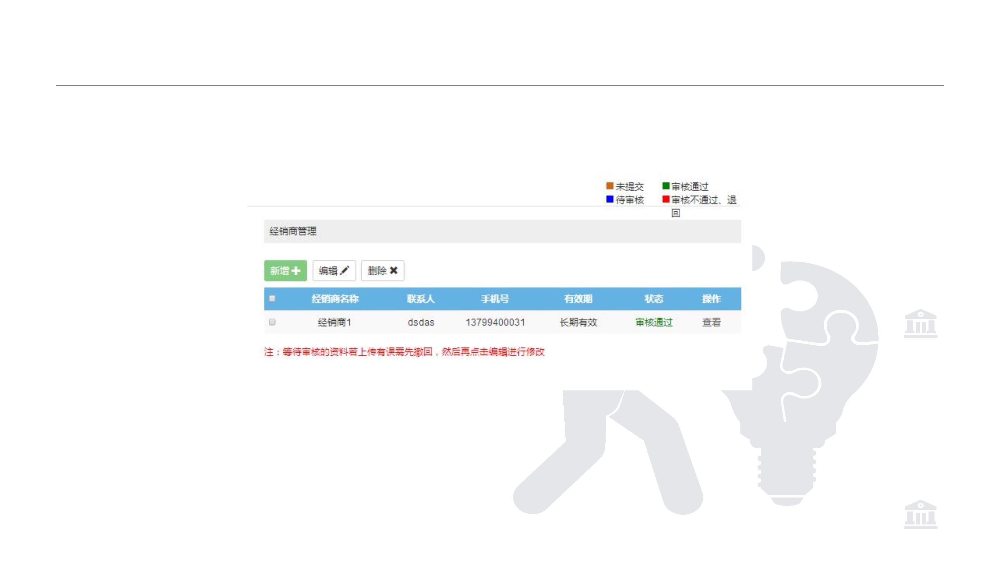 未提交 审核通过
待审核 审核不通过、退
回
经销商管理
新增 编辑 删除
经销商名称 联系人 手机号 有效期 状态 操作
经销商1 dsdas 13799400031 长期有效 审核通过 查看
注：等待审核的资料若上传有误需先撤回，然后再点击编辑进行修改